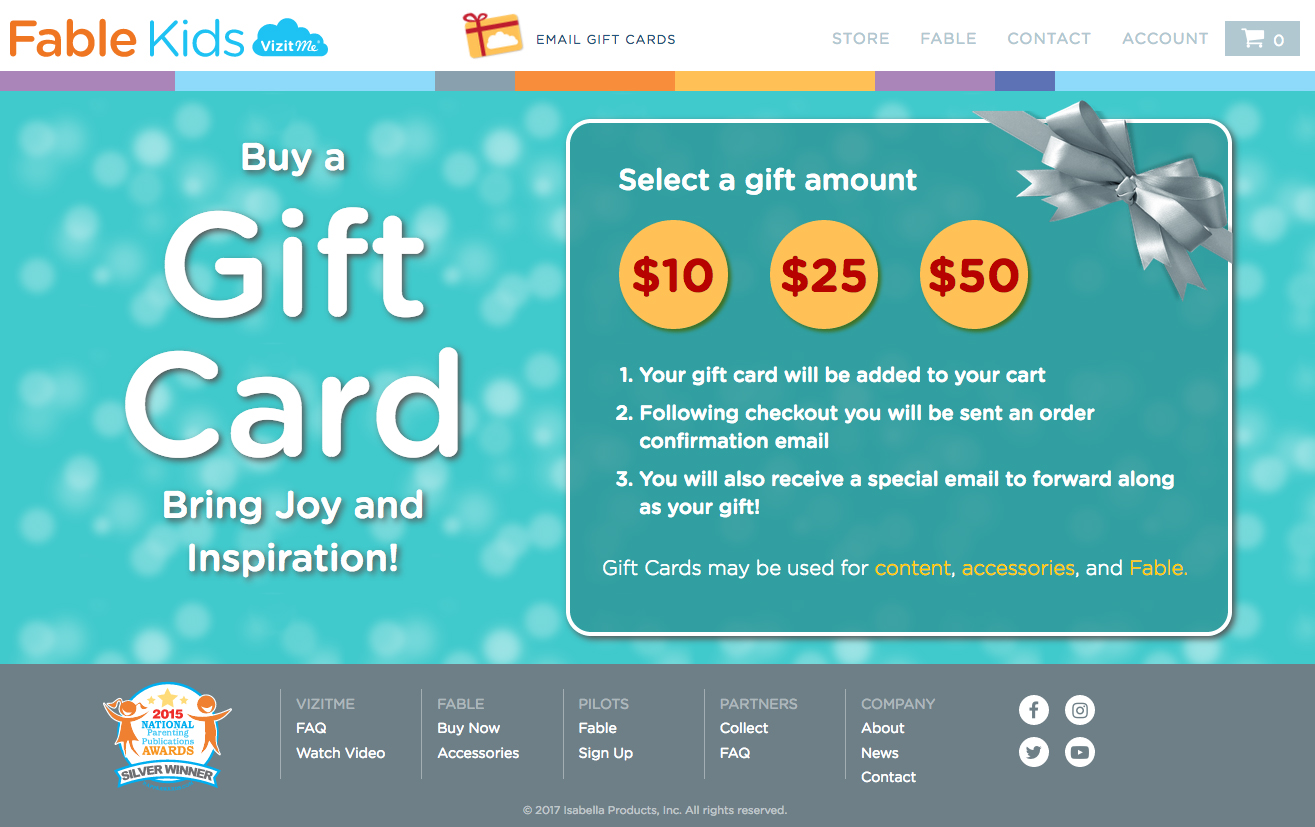 Fable Kids VizitMe®
EMAIL GIFT CARDS
STORE FABLE CONTACT ACCOUNT 0
Buy a
Gift
Card
Bring Joy and
Inspiration!
Select a gift amount
$10 $25 $50
1. Your gift card will be added to your cart
2. Following checkout you will be sent an order
confirmation email
3. You will also receive a special email to forward along
as your gift!
Gift Cards may be used for content, accessories, and Fable.
2015
NATIONAL
Parenting
Publications
AWARDS
SILVER WINNER
VIZITME
FAQ
Watch Video
FABLE
Buy Now
Accessories
PILOTS
Fable
Sign Up
PARTNERS
Collect
FAQ
COMPANY
About
News
Contact
© 2017 Isabella Products, Inc. All rights reserved.